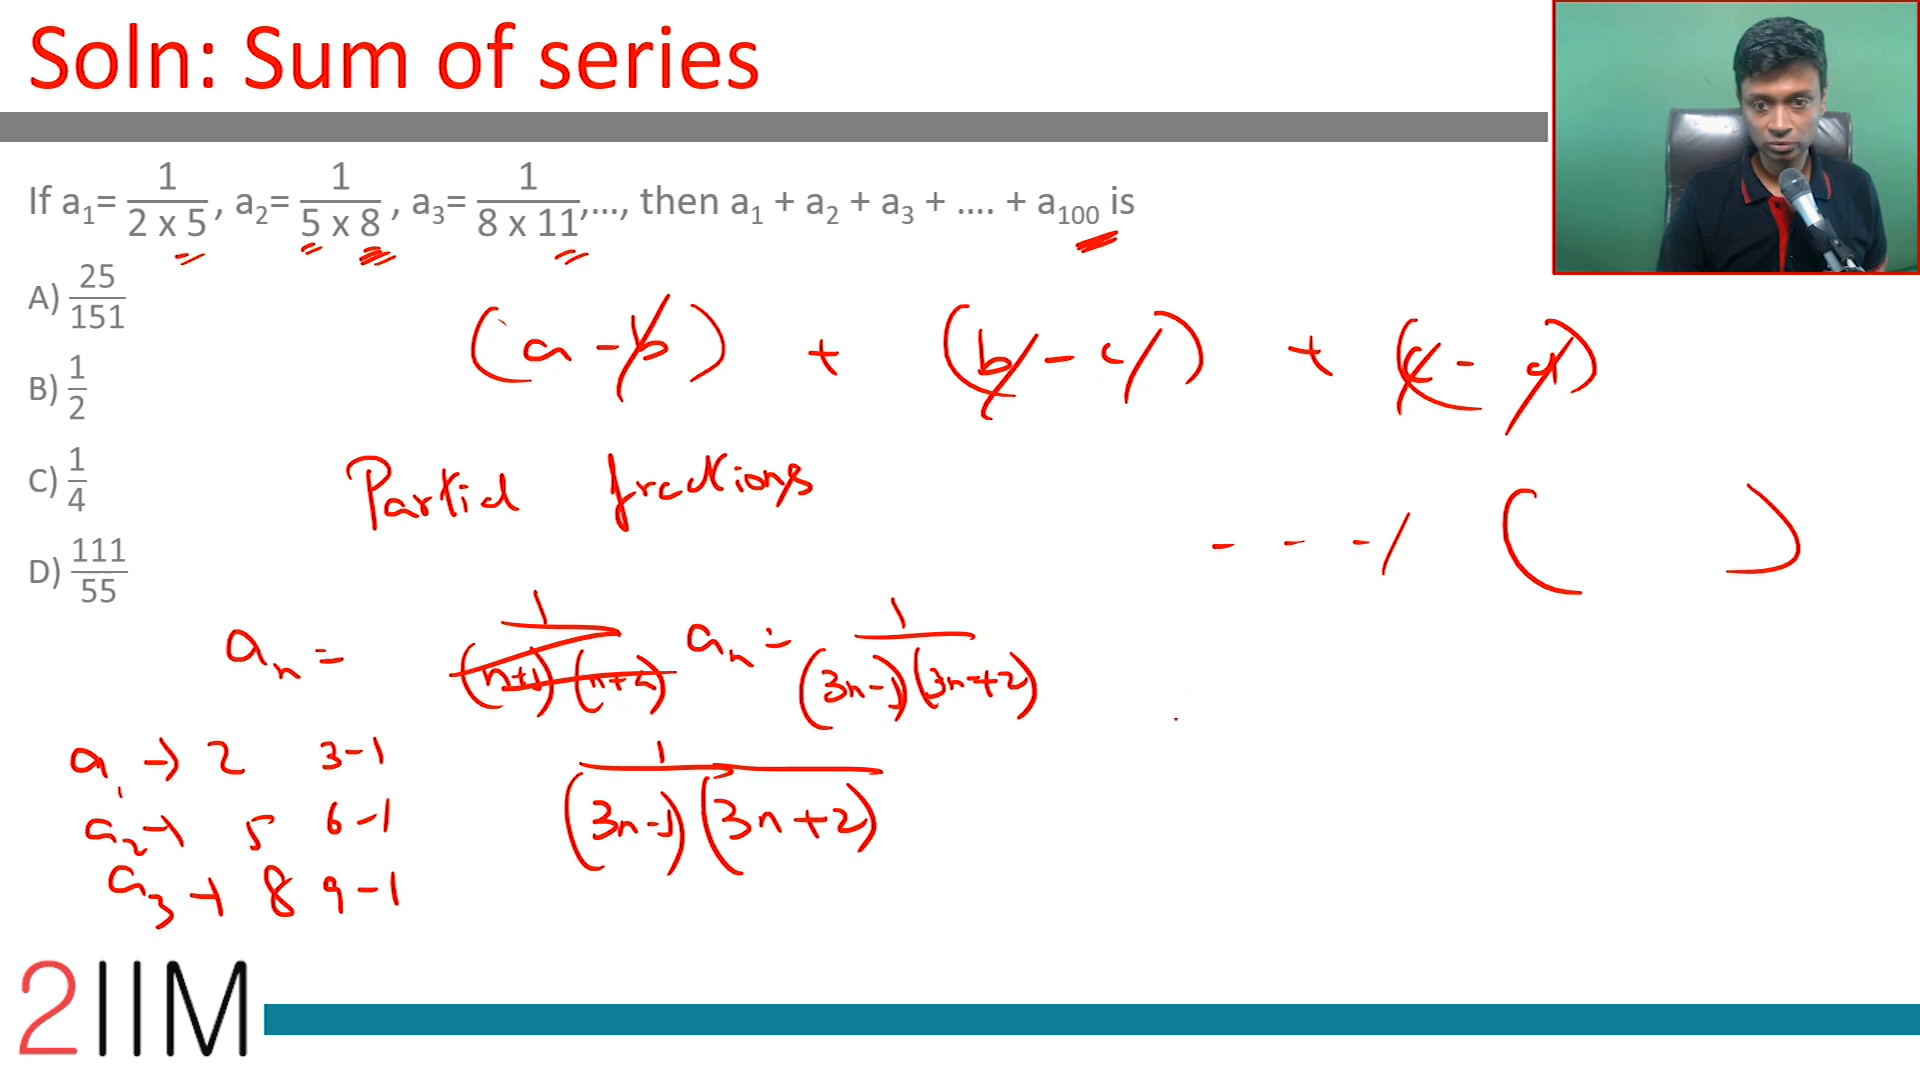 Soln: Sum of series
If a₁= 1/(2 x 5), a₂= 1/(5 x 8), a₃= 1/(8 x 11),..., then a₁ + a₂ + a₃ + .... + a₁₀₀ is
A) 25/151
B) 1/2
C) 1/4
D) 111/55
(a - b) + (b - c) + (c - d)
Partial fractions
- - - / ( )
aₙ = 1/((n+1)(n+2)) aₙ = 1/((3n-1)(3n+2))
a₁ → 2 3-1
a₂ → 5 6-1
a₃ → 8 9-1
1/((3n-1)(3n+2))
2IIM